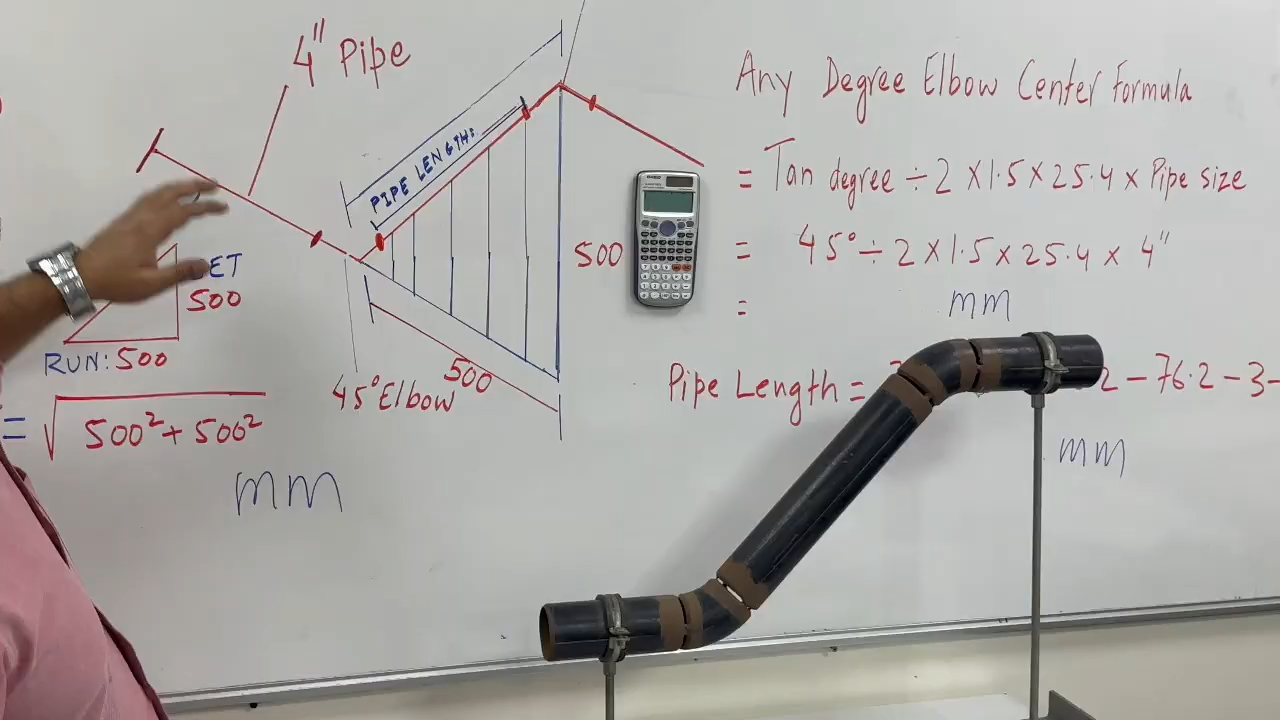 4" Pipe
PIPE LENGTH:
500
45° Elbow
500
500
RUN: 500
= √500² + 500²
mm
Any Degree Elbow Center Formula
= Tan degree ÷ 2 × 1.5 × 25.4 × Pipe size
= 45° ÷ 2 × 1.5 × 25.4 × 4"
= mm
Pipe Length = 2 - 76.2 - 3 -
mm